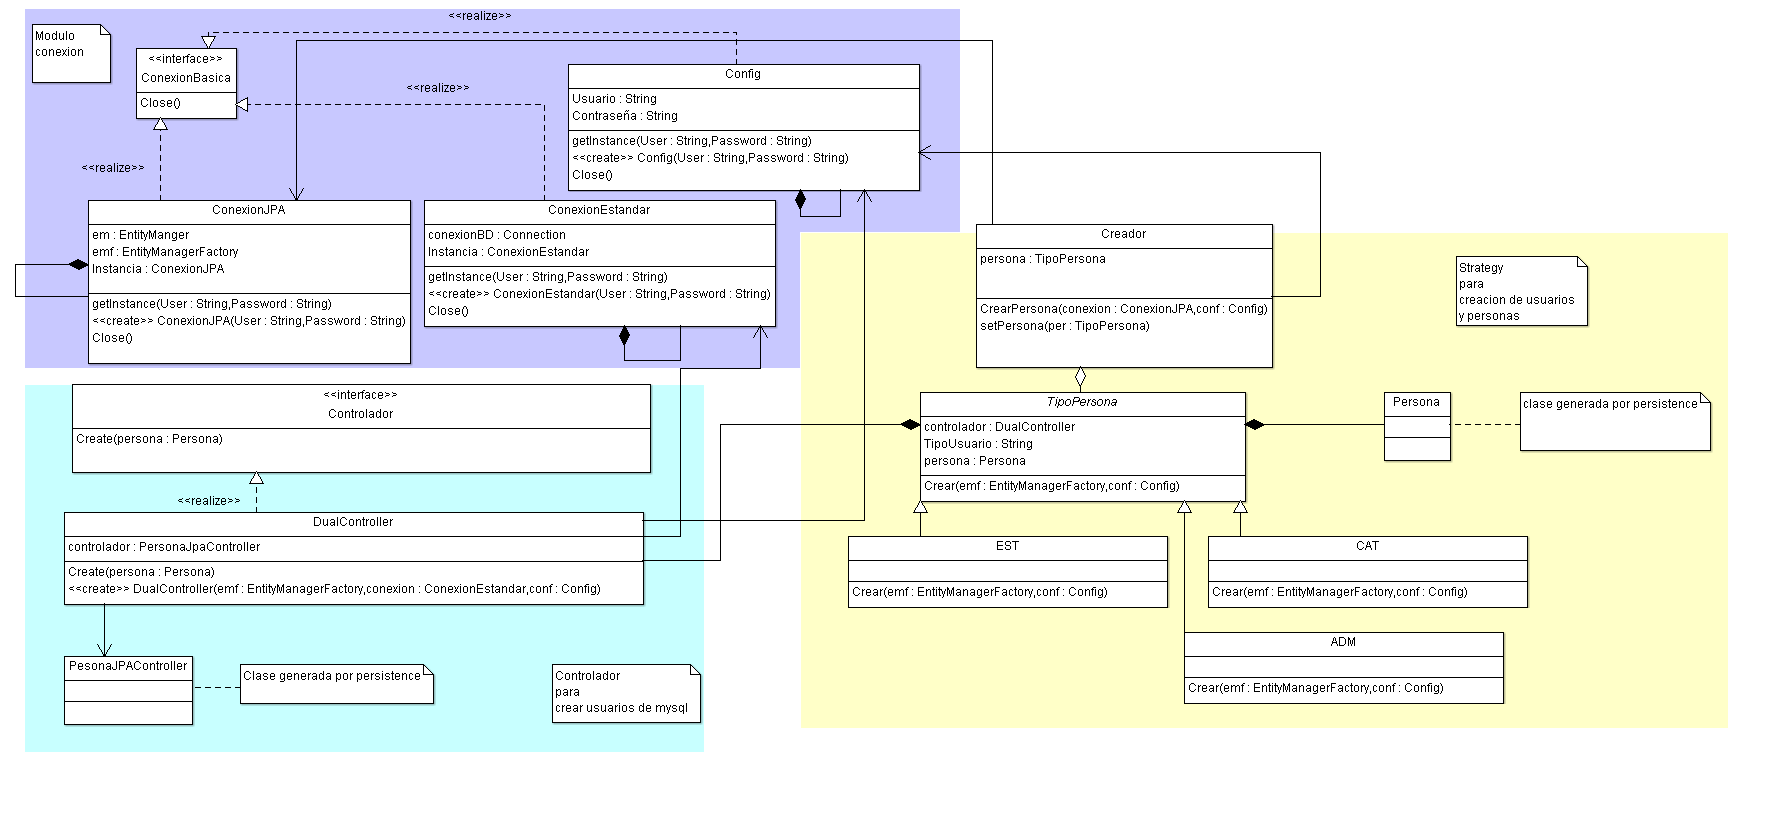 <<realize>>
Modulo
conexion
<<interface>>
ConexionBasica
Close()
<<realize>>
<<realize>>
Config
Usuario : String
Contraseña : String
getInstance(User : String,Password : String)
<<create>> Config(User : String,Password : String)
Close()
ConexionJPA
em : EntityManger
emf : EntityManagerFactory
Instancia : ConexionJPA
getInstance(User : String,Password : String)
<<create>> ConexionJPA(User : String,Password : String)
Close()
ConexionEstandar
conexionBD : Connection
Instancia : ConexionEstandar
getInstance(User : String,Password : String)
<<create>> ConexionEstandar(User : String,Password : String)
Close()
Creador
persona : TipoPersona
CrearPersona(conexion : ConexionJPA,conf : Config)
setPersona(per : TipoPersona)
Strategy
para
creacion de usuarios
y personas
<<interface>>
Controlador
Create(persona : Persona)
<<realize>>
DualController
controlador : PersonaJpaController
Create(persona : Persona)
<<create>> DualController(emf : EntityManagerFactory,conexion : ConexionEstandar,conf : Config)
PesonaJPAController
Clase generada por persistence
Controlador
para
crear usuarios de mysql
TipoPersona
controlador : DualController
TipoUsuario : String
persona : Persona
Crear(emf : EntityManagerFactory,conf : Config)
Persona
clase generada por persistence
EST
Crear(emf : EntityManagerFactory,conf : Config)
CAT
Crear(emf : EntityManagerFactory,conf : Config)
ADM
Crear(emf : EntityManagerFactory,conf : Config)